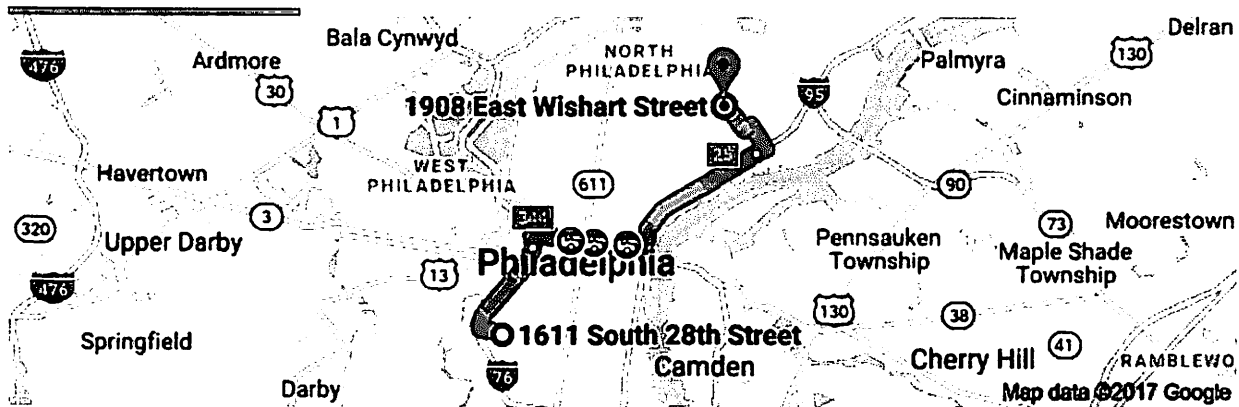 Delran
Bala Cynwyd
NORTH
PHILADELPHIA
130
476
Ardmore
Palmyra
30
95
Cinnaminson
1908 East Wishart Street
1
WEST
PHILADELPHIA
Havertown
611
90
3
73
Moorestown
320
Upper Darby
Pennsauken
Township
Maple Shade
Township
Philadelphia
13
476
130
38
1611 South 28th Street
Springfield
Camden
Cherry Hill
41
RAMBLEWO
76
Darby
Map data ©2017 Google